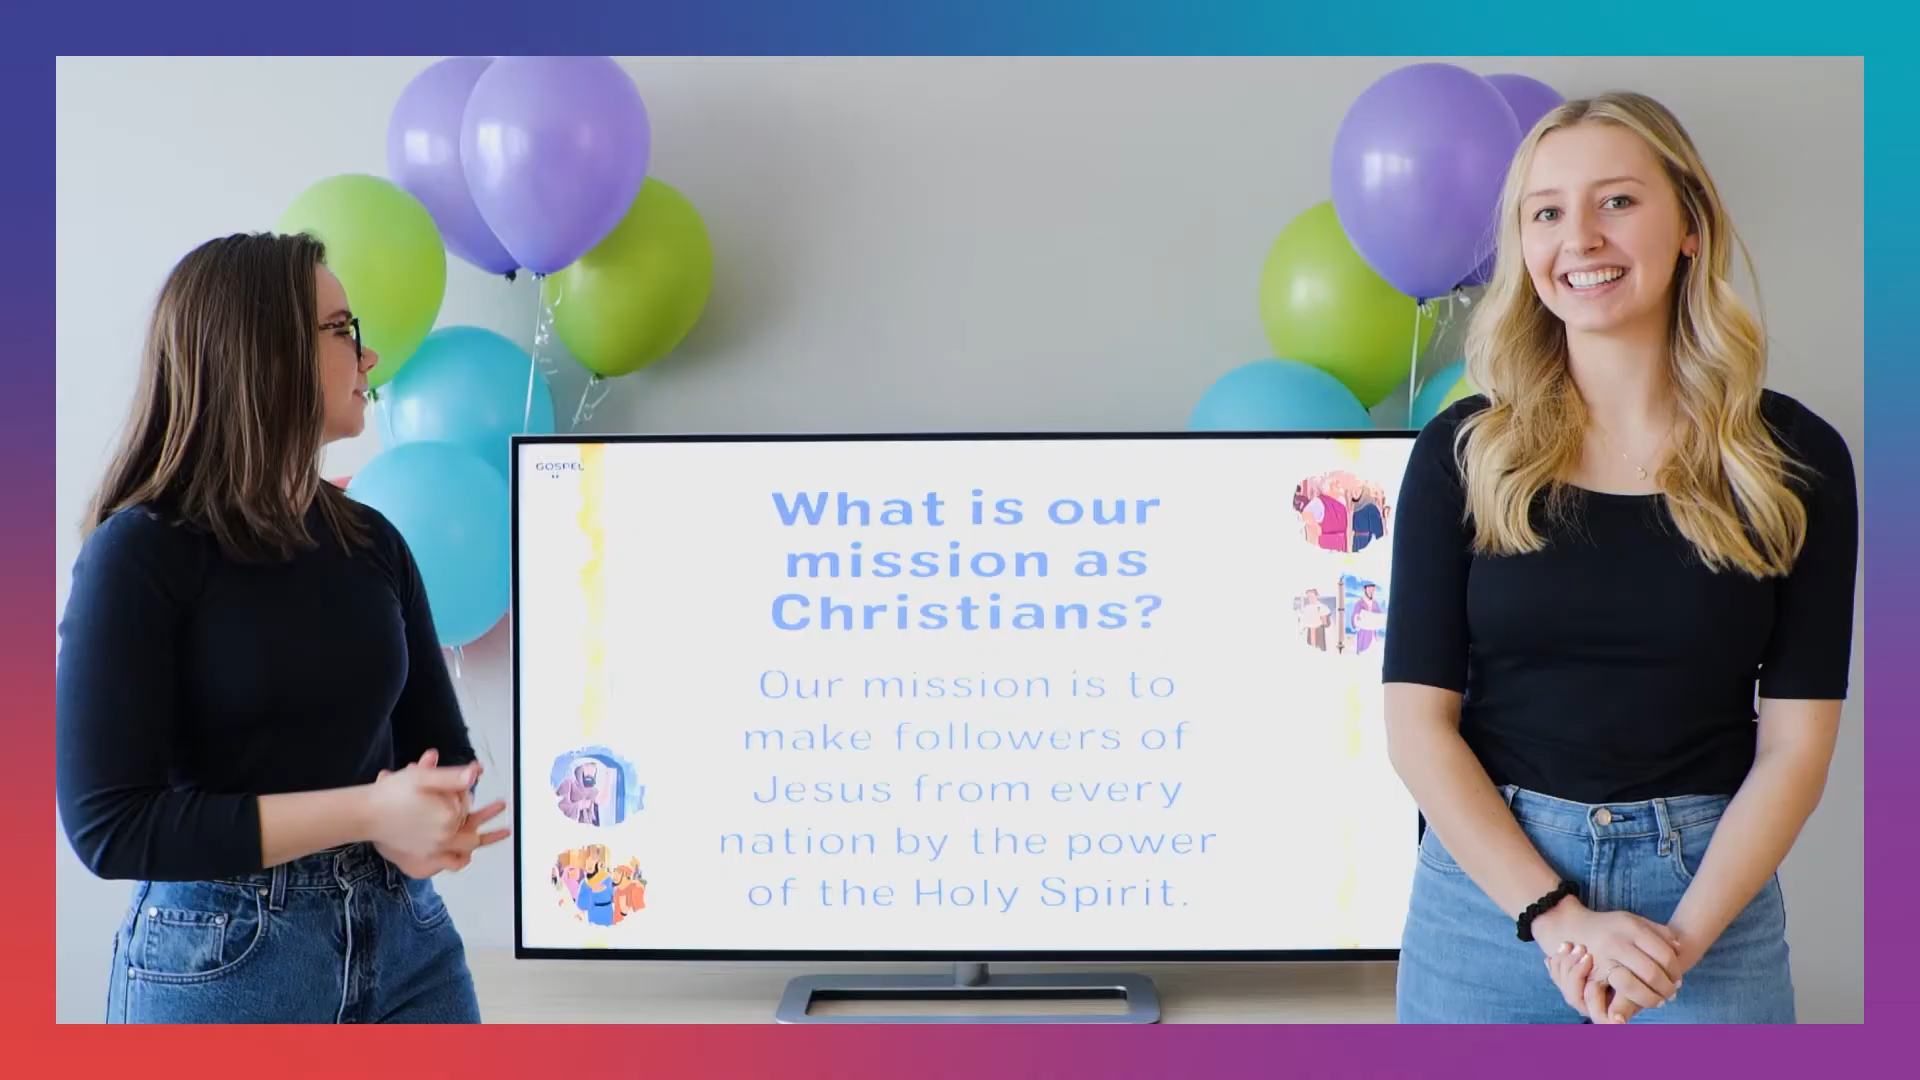 GOSPEL
What is our
mission as
Christians?
Our mission is to
make followers of
Jesus from every
nation by the power
of the Holy Spirit.